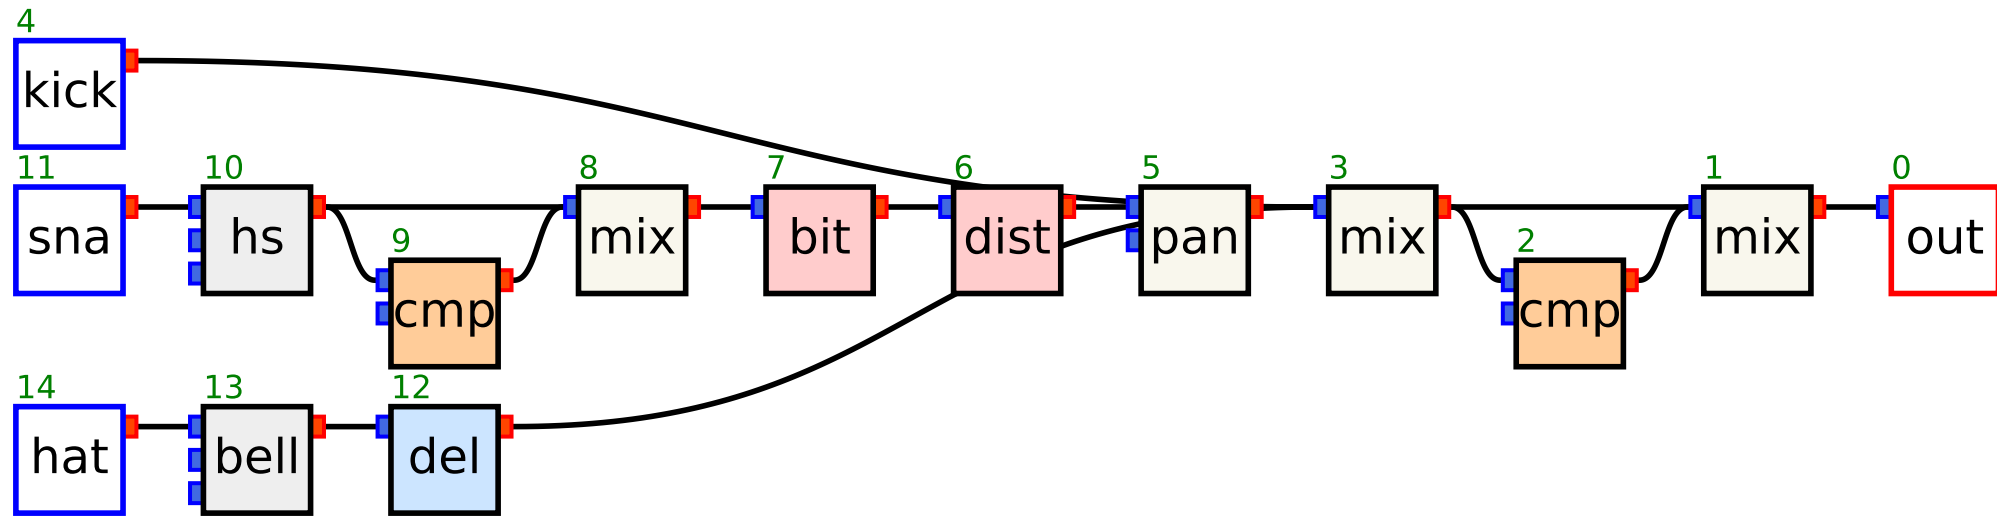 4
kick
11 10 8 7 6 5 3 1 0
sna hs mix bit dist pan mix mix out
9 2
cmp cmp
14 13 12
hat bell del